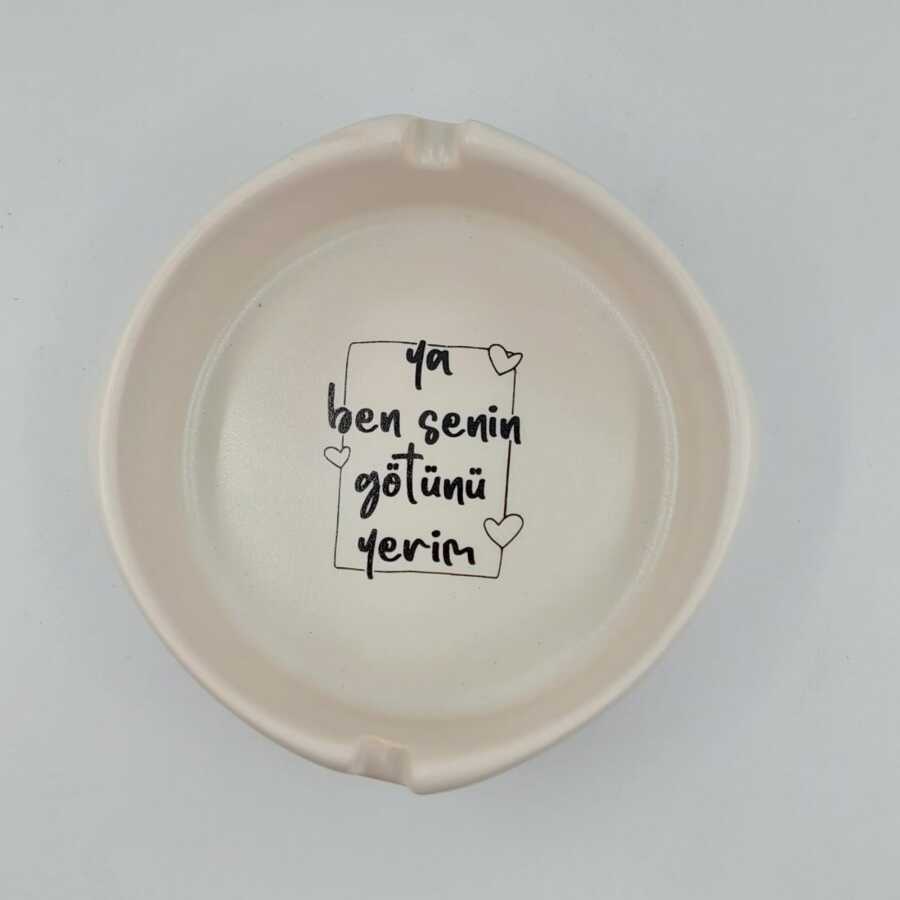 ya
ben senin
götünü
yerim